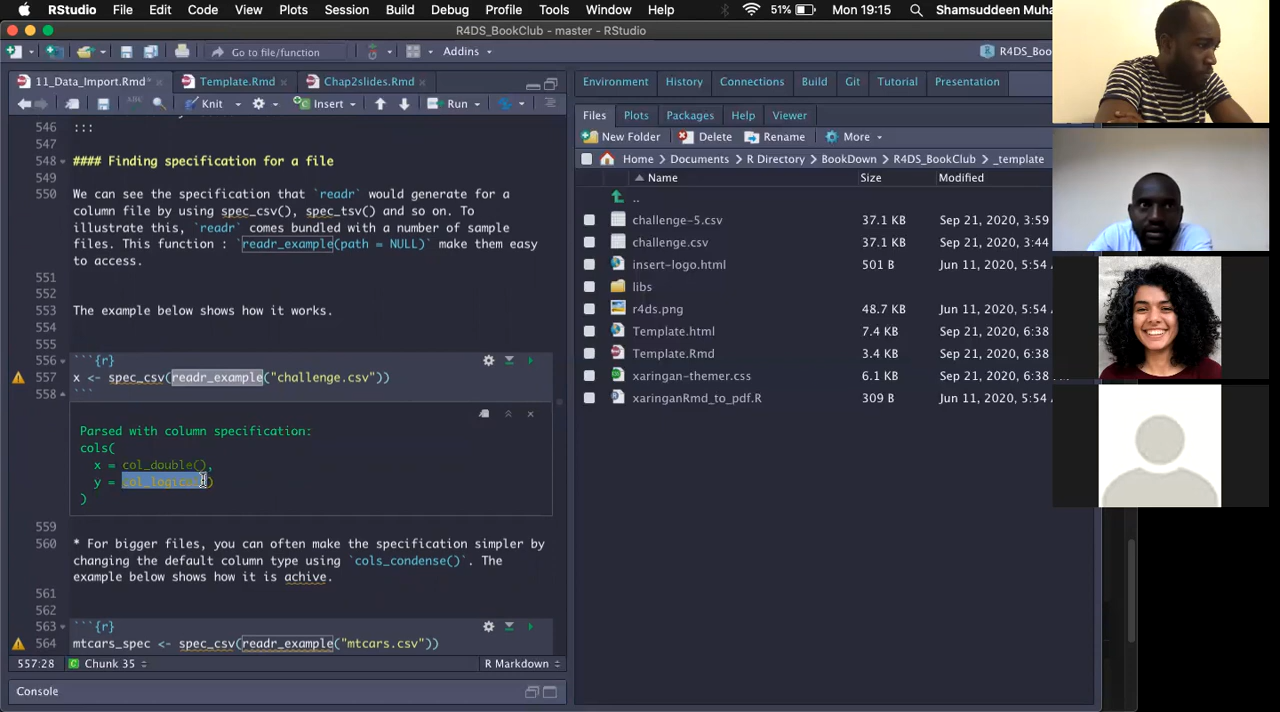 RStudio File Edit Code View Plots Session Build Debug Profile Tools Window Help 51% Mon 19:15 Shamsuddeen Muha
R4DS_BookClub - master - RStudio
Go to file/function Addins R4DS_Boo
11_Data_Import.Rmd* Template.Rmd Chap2slides.Rmd
Knit Insert Run
546 :::
547
548 #### Finding specification for a file
549
550 We can see the specification that `readr` would generate for a
column file by using spec_csv(), spec_tsv() and so on. To
illustrate this, `readr` comes bundled with a number of sample
files. This function : `readr_example(path = NULL)` make them easy
to access.
551
552
553 The example below shows how it works.
554
555
556 ```{r}
557 x <- spec_csv(readr_example("challenge.csv"))
558 ```
Parsed with column specification:
cols(
x = col_double(),
y = col_logical()
)
559
560 * For bigger files, you can often make the specification simpler by
changing the default column type using `cols_condense()`. The
example below shows how it is achive.
561
562
563 ```{r}
564 mtcars_spec <- spec_csv(readr_example("mtcars.csv"))
557:28 Chunk 35 R Markdown
Console
Environment History Connections Build Git Tutorial Presentation
Files Plots Packages Help Viewer
New Folder Delete Rename More
Home Documents R Directory BookDown R4DS_BookClub _template
Name Size Modified
..
challenge-5.csv 37.1 KB Sep 21, 2020, 3:59
challenge.csv 37.1 KB Sep 21, 2020, 3:44
insert-logo.html 501 B Jun 11, 2020, 5:54
libs
r4ds.png 48.7 KB Jun 11, 2020, 5:54
Template.html 7.4 KB Sep 21, 2020, 6:38
Template.Rmd 3.4 KB Sep 21, 2020, 6:38
xaringan-themer.css 6.1 KB Sep 21, 2020, 6:38
xaringanRmd_to_pdf.R 309 B Jun 11, 2020, 5:54